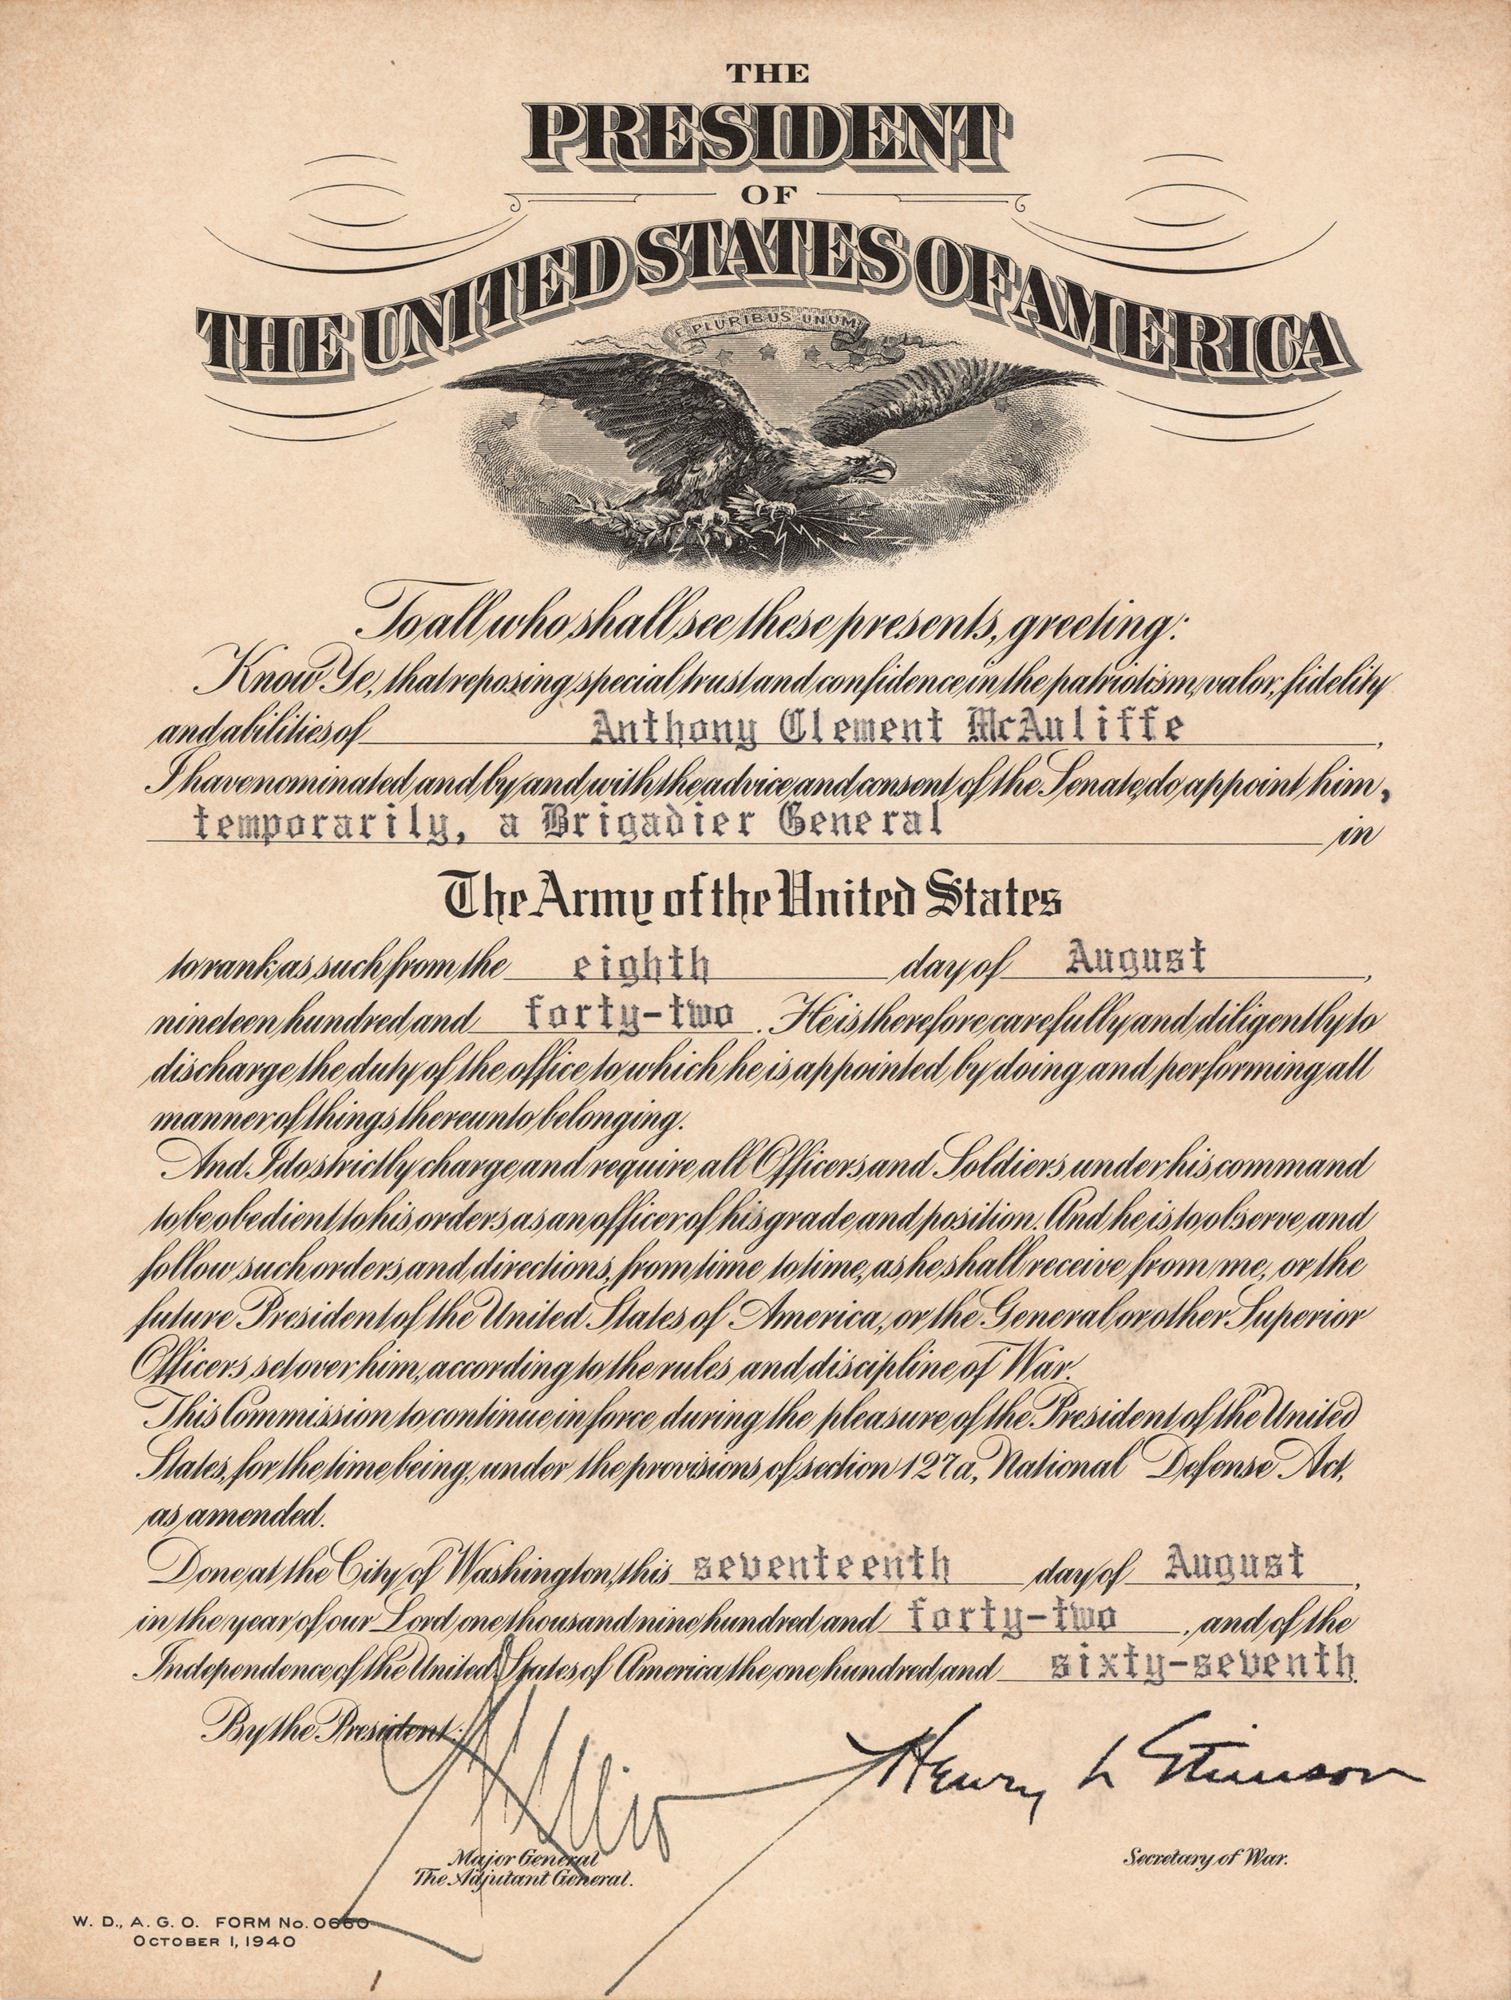 THE
PRESIDENT
OF
THE UNITED STATES OF AMERICA
E PLURIBUS UNUM
To all who shall see these presents, greeting:
Know Ye, that reposing special trust and confidence in the patriotism, valor, fidelity
and abilities of Anthony Clement McAuliffe,
I have nominated and by and with the advice and consent of the Senate, do appoint him,
temporarily, a Brigadier General in
The Army of the United States
to rank as such from the eighth day of August,
nineteen hundred and forty-two. He is therefore carefully and diligently to
discharge the duty of the office to which he is appointed by doing and performing all
manner of things thereunto belonging.
And I do strictly charge and require all Officers and Soldiers under his command
to be obedient to his orders as an officer of his grade and position. And he is to observe and
follow such orders and directions, from time to time, as he shall receive from me, or the
future President of the United States of America, or the General or other Superior
Officers set over him, according to the rules and discipline of War.
This Commission to continue in force during the pleasure of the President of the United
States, for the time being, under the provisions of section 127a, National Defense Act,
as amended.
Done at the City of Washington, this seventeenth day of August,
in the year of our Lord one thousand nine hundred and forty-two, and of the
Independence of the United States of America the one hundred and sixty-seventh.
By the President:
Henry L Stimson
Major General
The Adjutant General.
Secretary of War.
W. D., A. G. O. FORM No. 0660
OCTOBER 1, 1940